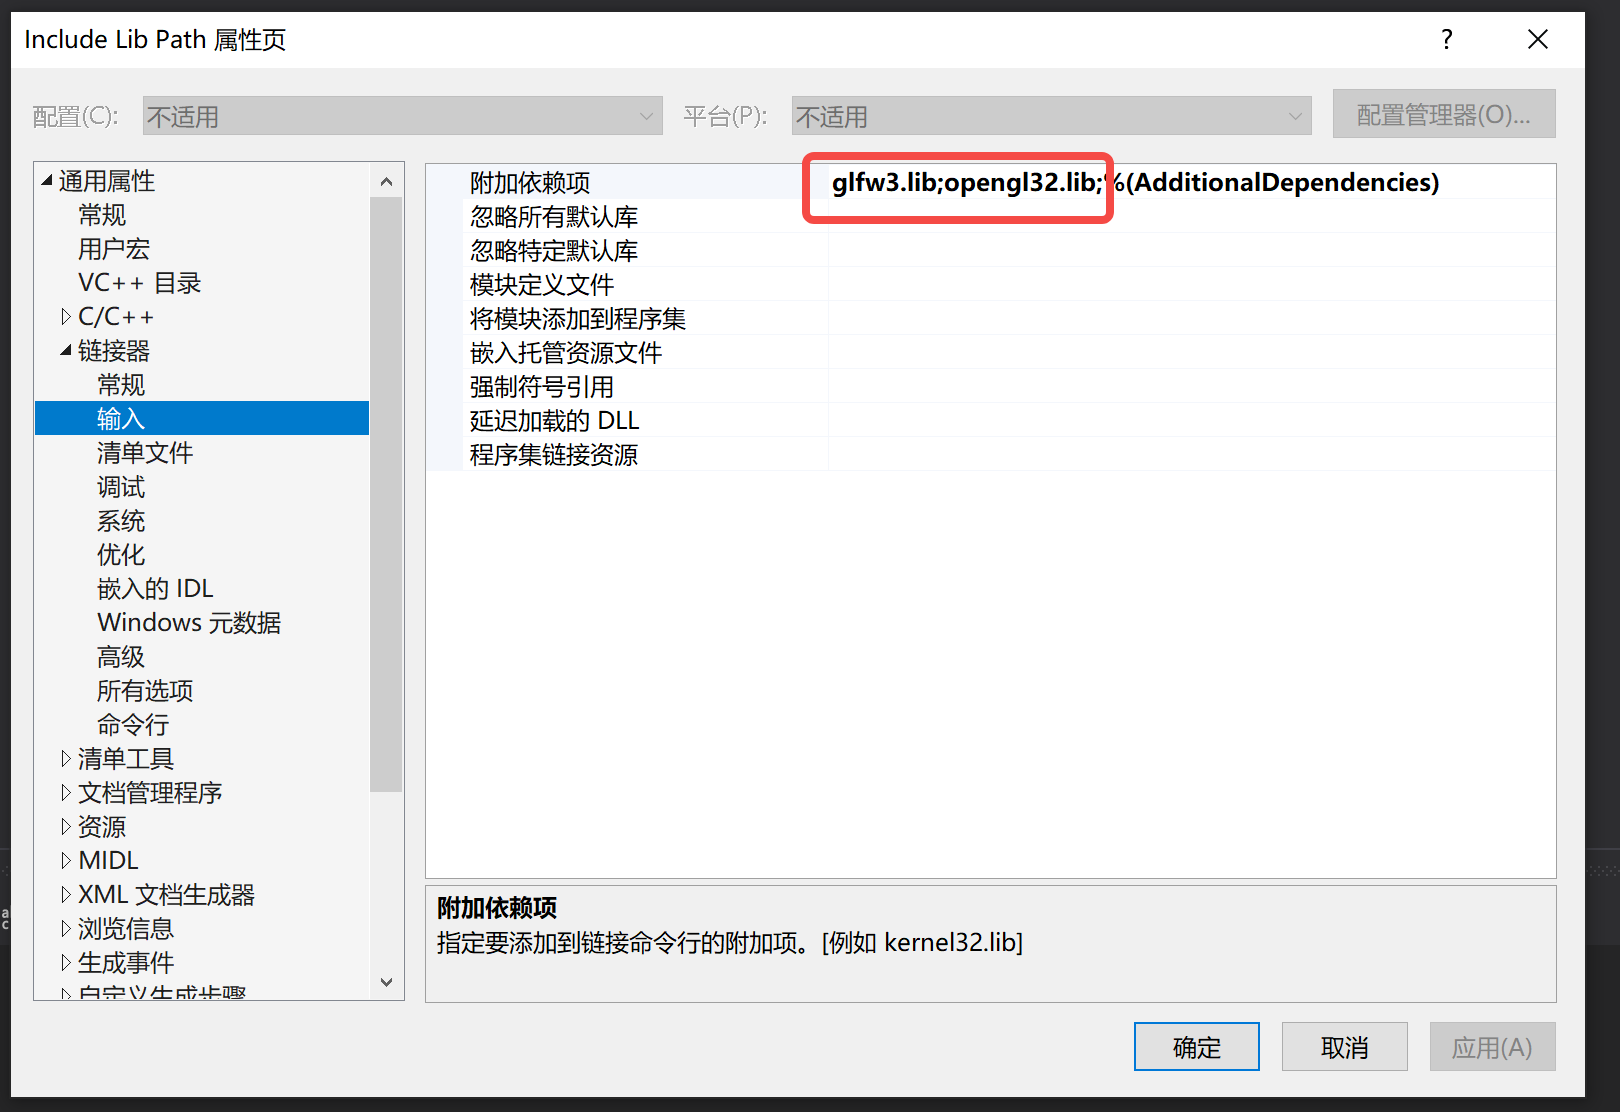 Include Lib Path 属性页
?
配置(C):
不适用
平台(P):
不适用
配置管理器(O)...
通用属性
常规
用户宏
VC++ 目录
C/C++
链接器
常规
输入
清单文件
调试
系统
优化
嵌入的 IDL
Windows 元数据
高级
所有选项
命令行
清单工具
文档管理程序
资源
MIDL
XML 文档生成器
浏览信息
生成事件
自定义生成步骤
附加依赖项 glfw3.lib;opengl32.lib;%(AdditionalDependencies)
忽略所有默认库
忽略特定默认库
模块定义文件
将模块添加到程序集
嵌入托管资源文件
强制符号引用
延迟加载的 DLL
程序集链接资源
附加依赖项
指定要添加到链接命令行的附加项。[例如 kernel32.lib]
确定
取消
应用(A)